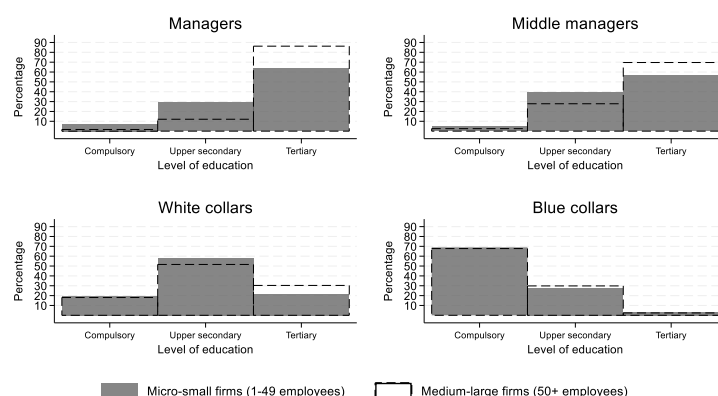 Managers
Percentage
90
80
70
60
50
40
30
20
10
Compulsory Upper secondary Tertiary
Level of education
Middle managers
Percentage
90
80
70
60
50
40
30
20
10
Compulsory Upper secondary Tertiary
Level of education
White collars
Percentage
90
80
70
60
50
40
30
20
10
Compulsory Upper secondary Tertiary
Level of education
Blue collars
Percentage
90
80
70
60
50
40
30
20
10
Compulsory Upper secondary Tertiary
Level of education
Micro-small firms (1-49 employees) Medium-large firms (50+ employees)